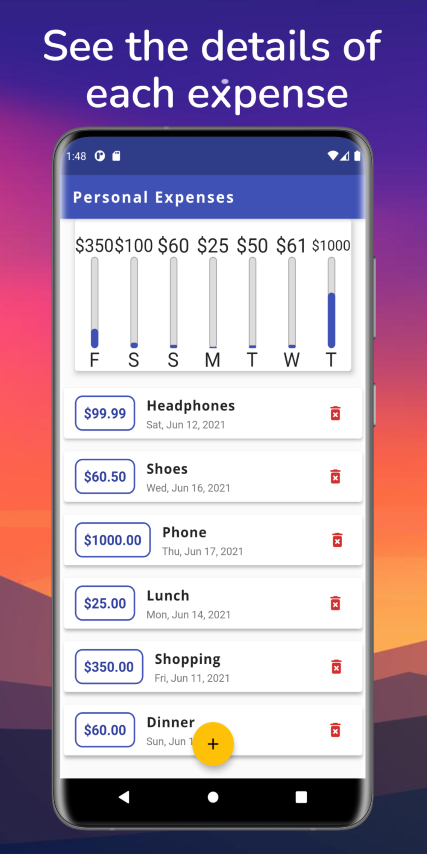 See the details of
each expense
1:48
Personal Expenses
$350 $100 $60 $25 $50 $61 $1000
F S S M T W T
$99.99 Headphones
Sat, Jun 12, 2021
$60.50 Shoes
Wed, Jun 16, 2021
$1000.00 Phone
Thu, Jun 17, 2021
$25.00 Lunch
Mon, Jun 14, 2021
$350.00 Shopping
Fri, Jun 11, 2021
$60.00 Dinner
Sun, Jun
+